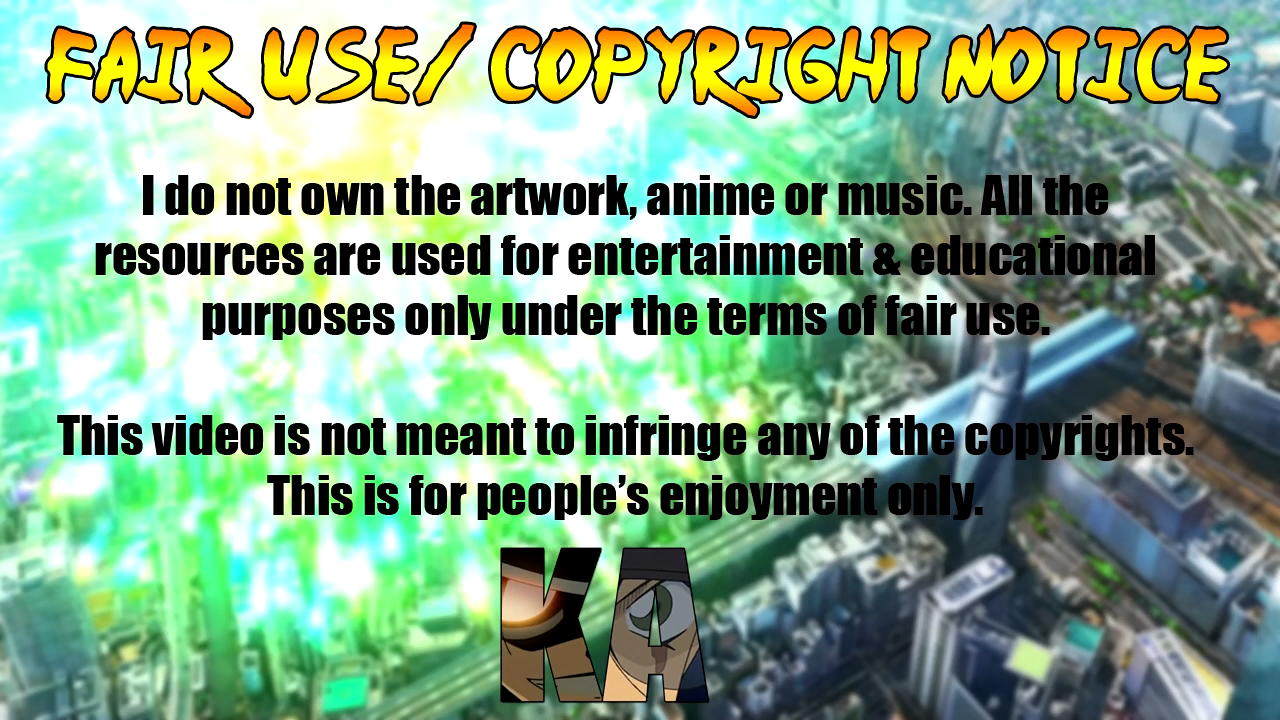 FAIR USE/ COPYRIGHT NOTICE
I do not own the artwork, anime or music. All the
resources are used for entertainment & educational
purposes only under the terms of fair use.
This video is not meant to infringe any of the copyrights.
This is for people’s enjoyment only.
KA